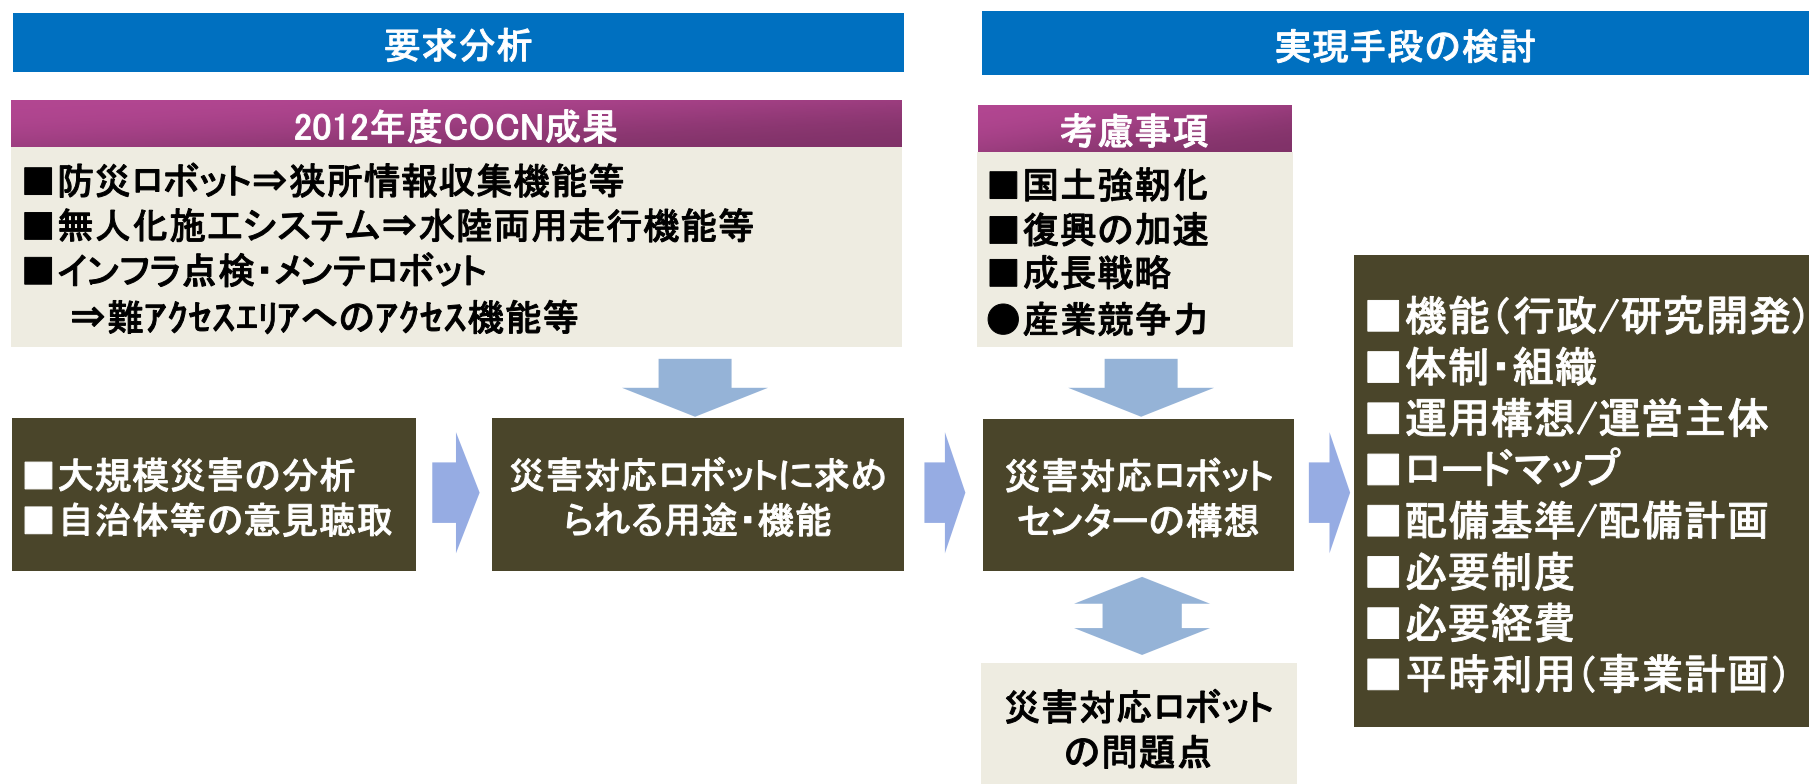 要求分析
2012年度COCN成果
■防災ロボット⇒狭所情報収集機能等
■無人化施工システム⇒水陸両用走行機能等
■インフラ点検・メンテロボット
⇒難アクセスエリアへのアクセス機能等
■大規模災害の分析
■自治体等の意見聴取
災害対応ロボットに求め
られる用途・機能
実現手段の検討
考慮事項
■国土強靭化
■復興の加速
■成長戦略
●産業競争力
災害対応ロボット
センターの構想
災害対応ロボット
の問題点
■機能(行政/研究開発)
■体制・組織
■運用構想/運営主体
■ロードマップ
■配備基準/配備計画
■必要制度
■必要経費
■平時利用(事業計画)